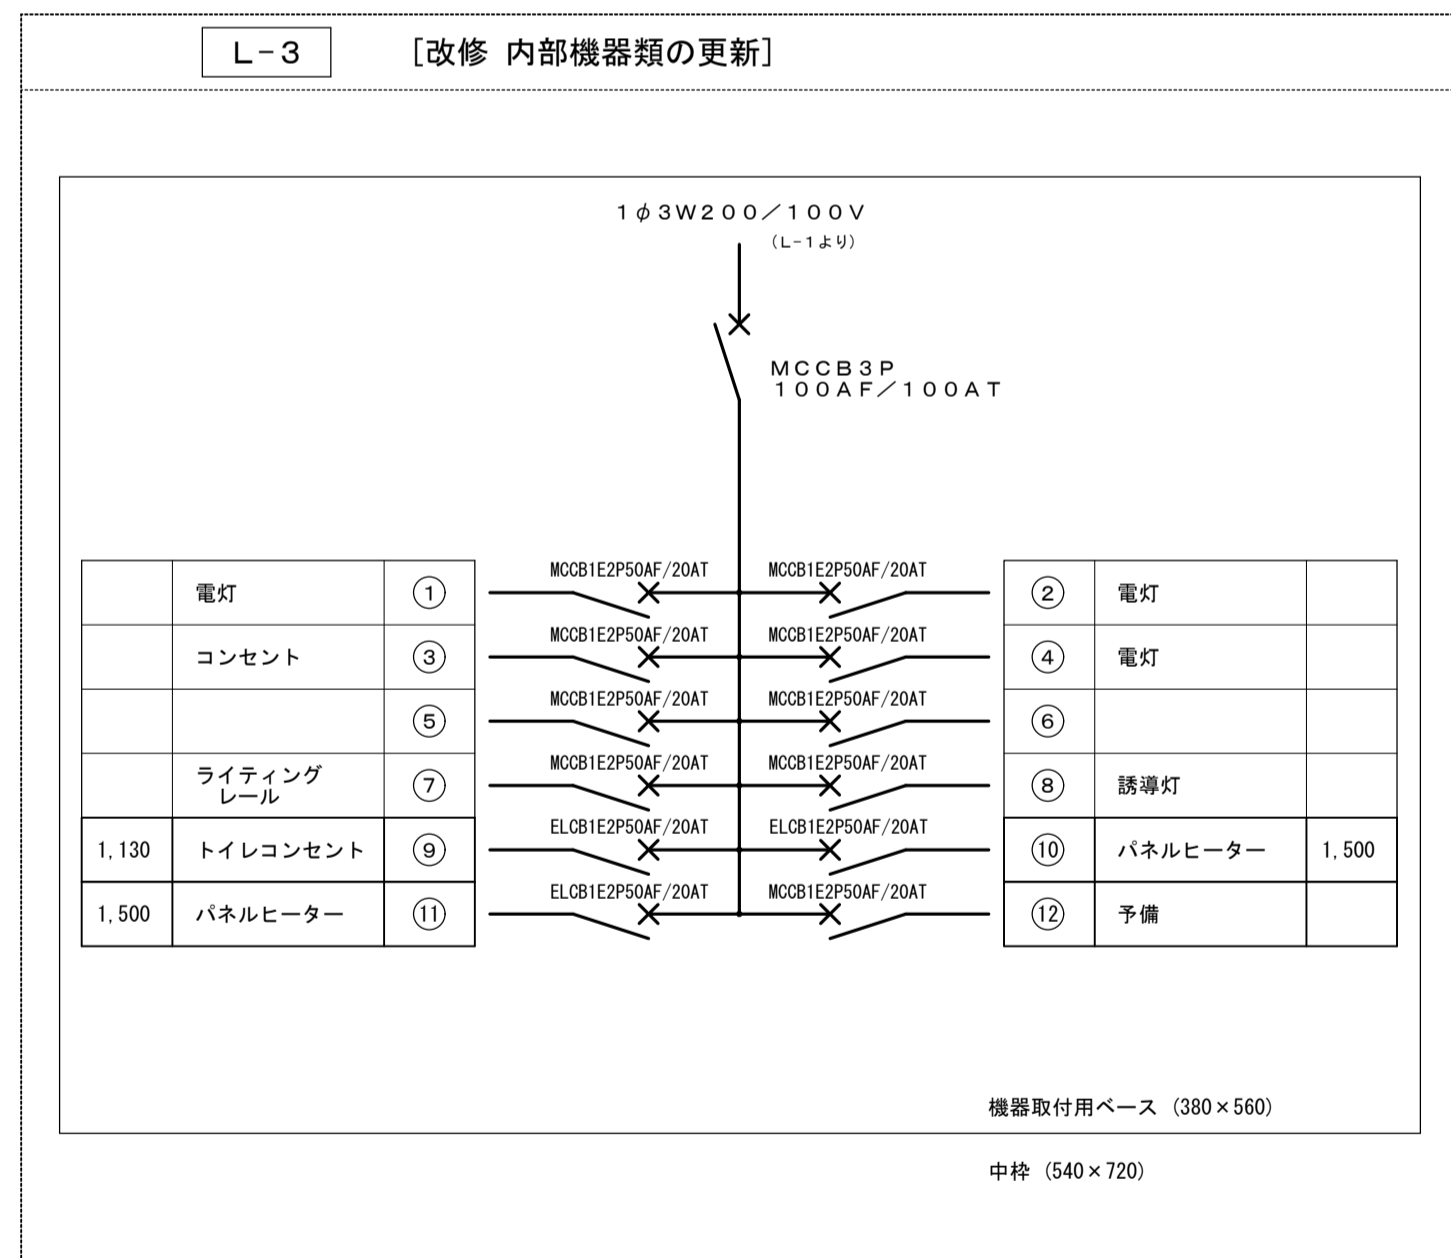 L-3 [改修 内部機器類の更新]
1φ3W200/100V
(L-1より)
MCCB3P
100AF/100AT
電灯 ① MCCB1E2P50AF/20AT MCCB1E2P50AF/20AT ② 電灯
コンセント ③ MCCB1E2P50AF/20AT MCCB1E2P50AF/20AT ④ 電灯
⑤ MCCB1E2P50AF/20AT MCCB1E2P50AF/20AT ⑥
ライティング
レール ⑦ MCCB1E2P50AF/20AT MCCB1E2P50AF/20AT ⑧ 誘導灯
1,130 トイレコンセント ⑨ ELCB1E2P50AF/20AT ELCB1E2P50AF/20AT ⑩ パネルヒーター 1,500
1,500 パネルヒーター ⑪ ELCB1E2P50AF/20AT MCCB1E2P50AF/20AT ⑫ 予備
機器取付用ベース (380×560)
中枠 (540×720)